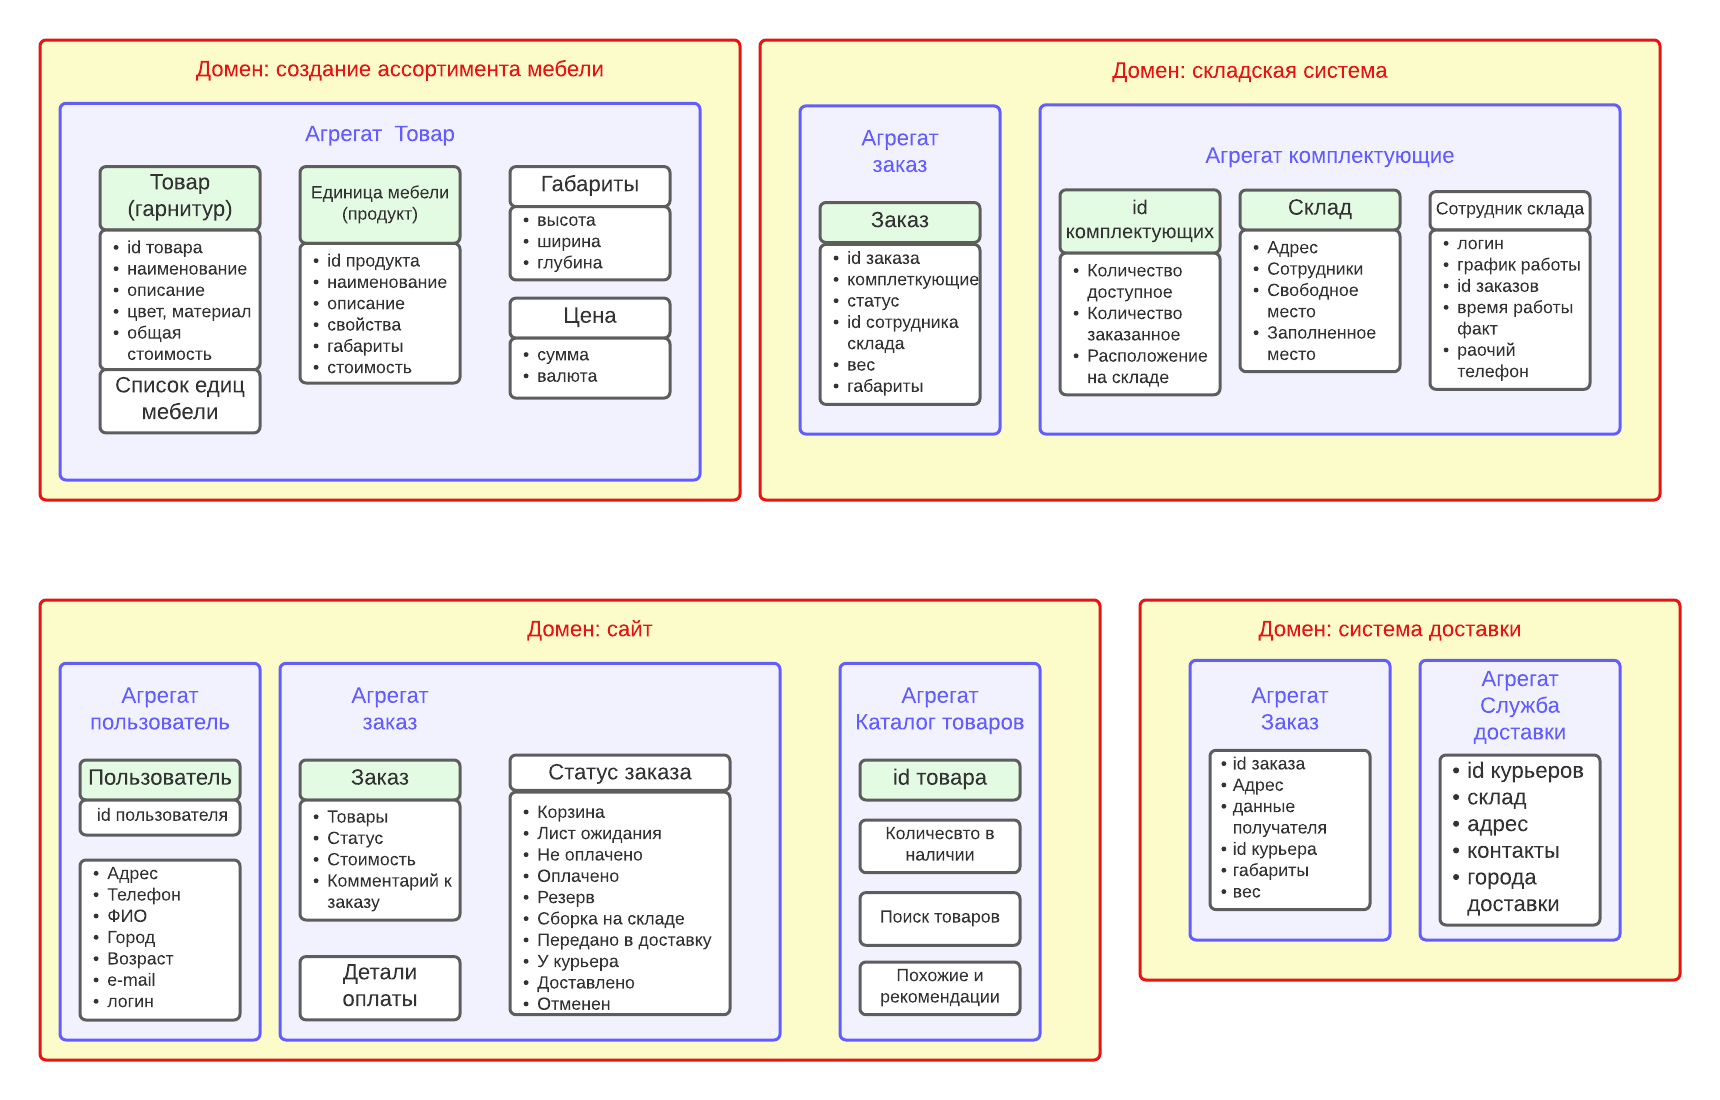 Домен: создание ассортимента мебели
Агрегат  Товар
Товар
(гарнитур)
• id товара
• наименование
• описание
• цвет, материал
• общая
стоимость
Список едиц
мебели
Единица мебели
(продукт)
• id продукта
• наименование
• описание
• свойства
• габариты
• стоимость
Габариты
• высота
• ширина
• глубина
Цена
• сумма
• валюта
Домен: складская система
Агрегат
заказ
Заказ
• id заказа
• комплеткующие
• статус
• id сотрудника
склада
• вес
• габариты
Агрегат комплектующие
id
комплектующих
• Количество
доступное
• Количество
заказанное
• Расположение
на складе
Склад
• Адрес
• Сотрудники
• Свободное
место
• Заполненное
место
Сотрудник склада
• логин
• график работы
• id заказов
• время работы
факт
• раочий
телефон
Домен: сайт
Агрегат
пользователь
Пользователь
id пользователя
• Адрес
• Телефон
• ФИО
• Город
• Возраст
• e-mail
• логин
Агрегат
заказ
Заказ
• Товары
• Статус
• Стоимость
• Комментарий к
заказу
Детали
оплаты
Статус заказа
• Корзина
• Лист ожидания
• Не оплачено
• Оплачено
• Резерв
• Сборка на складе
• Передано в доставку
• У курьера
• Доставлено
• Отменен
Агрегат
Каталог товаров
id товара
Количесвто в
наличии
Поиск товаров
Похожие и
рекомендации
Домен: система доставки
Агрегат
Заказ
• id заказа
• Адрес
• данные
получателя
• id курьера
• габариты
• вес
Агрегат
Служба
доставки
• id курьеров
• склад
• адрес
• контакты
• города
доставки